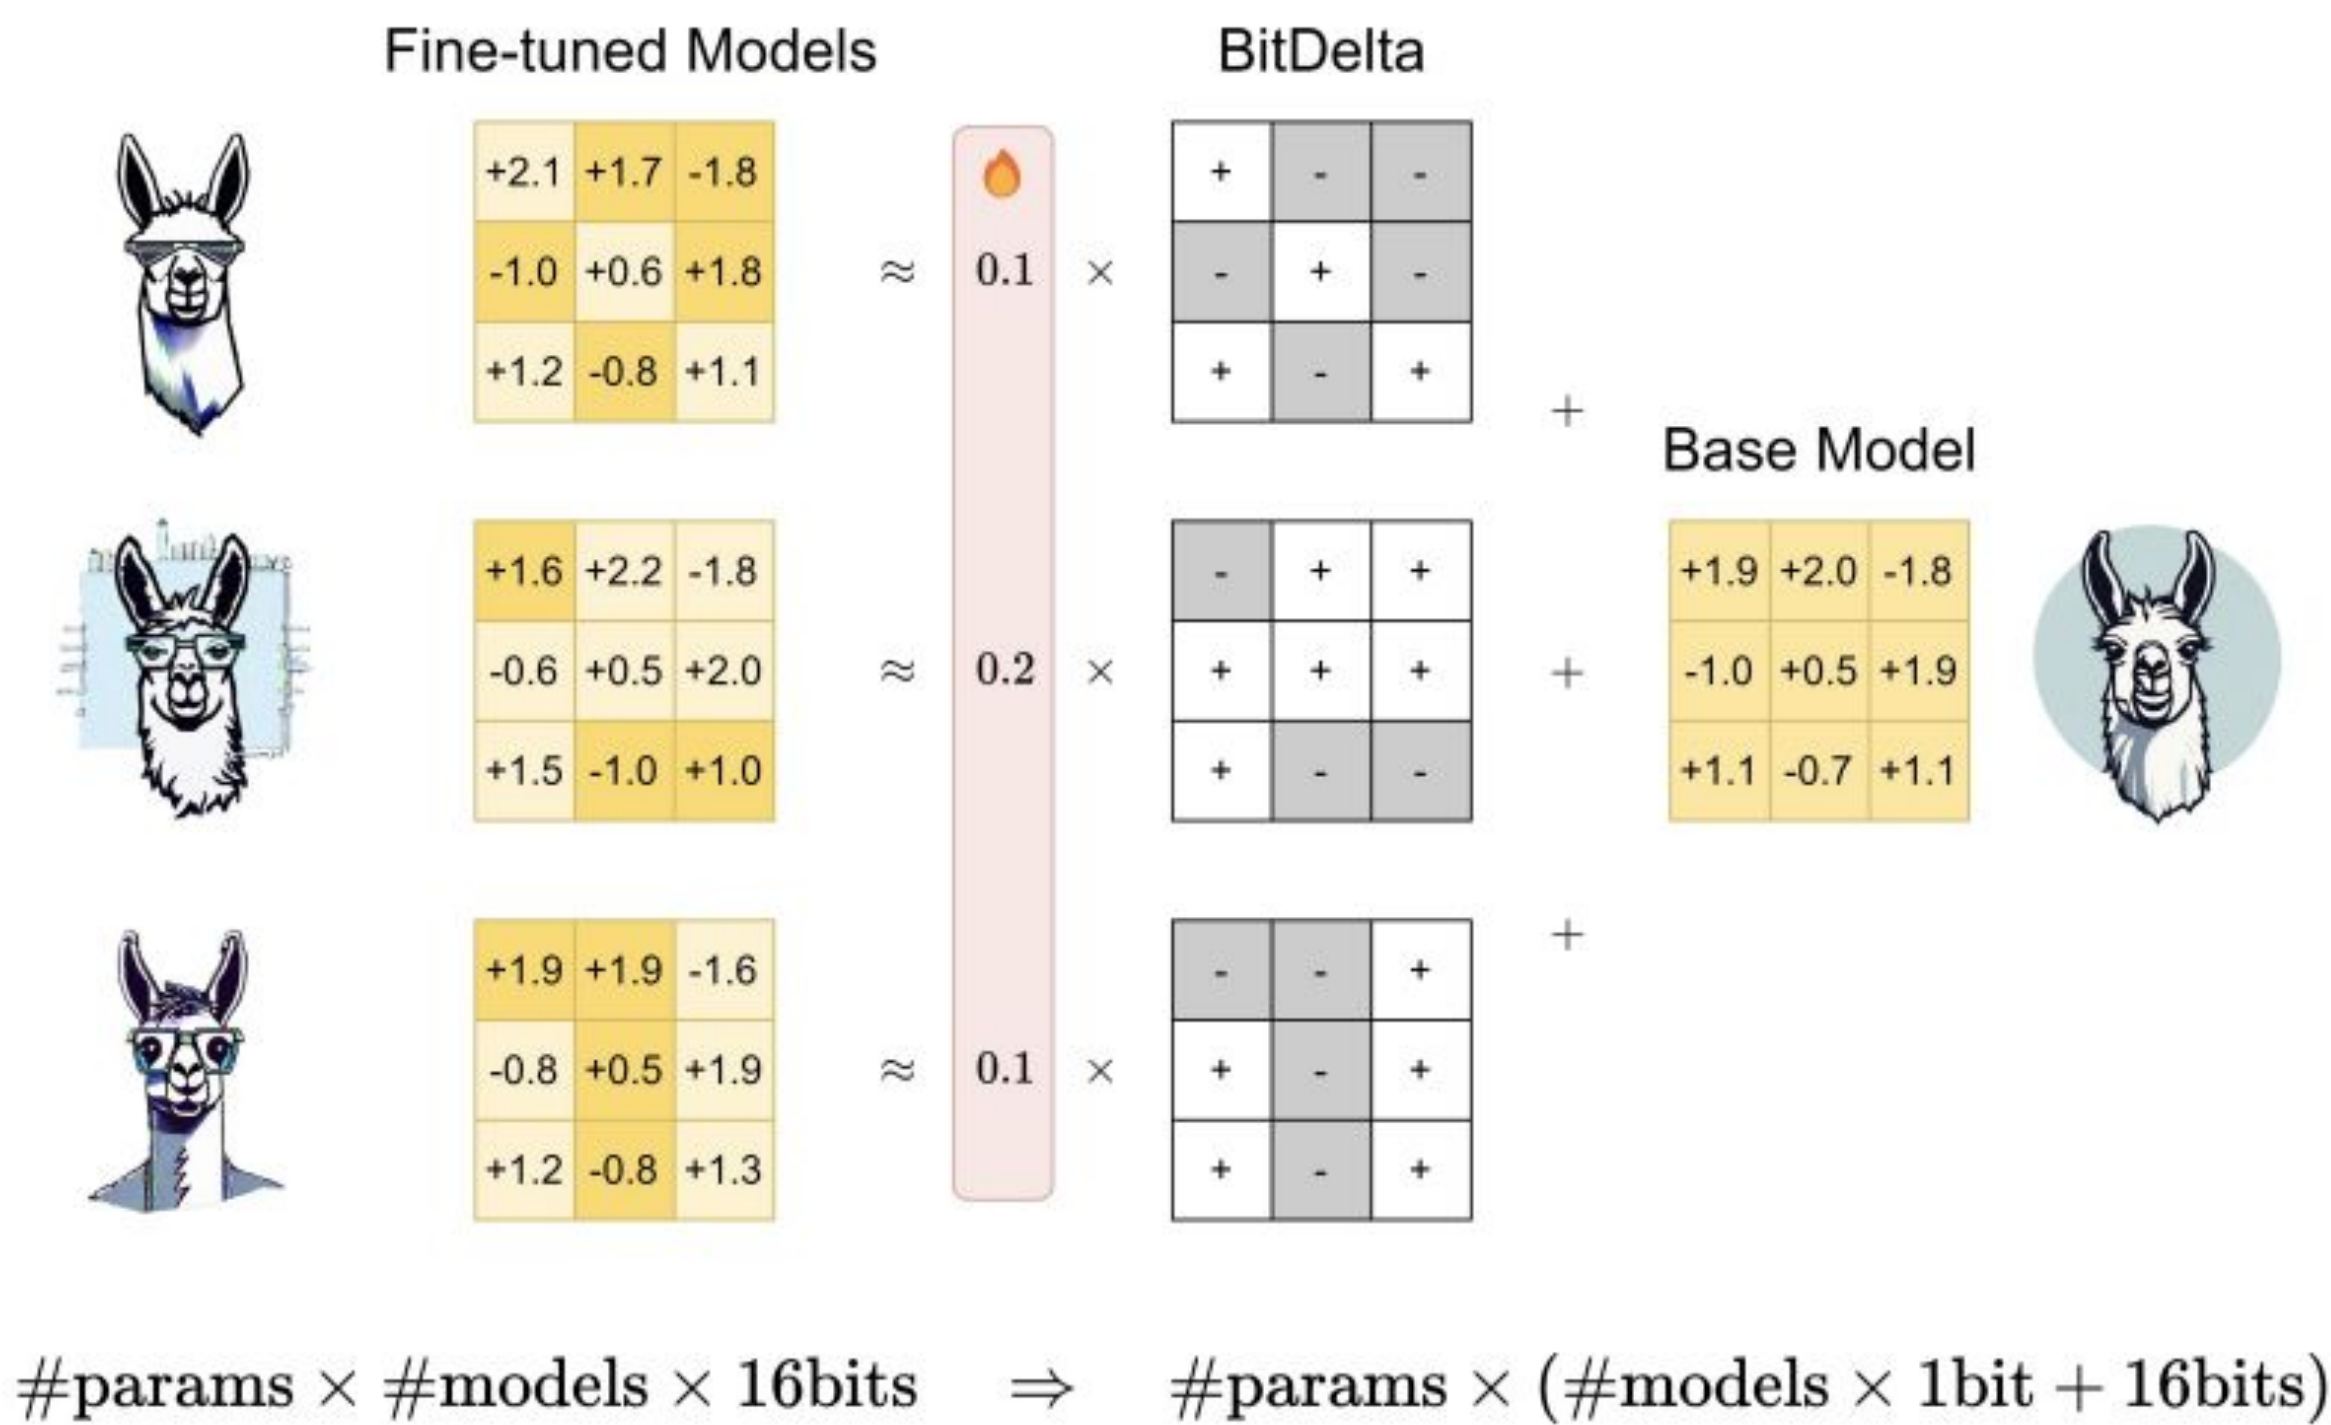 Fine-tuned Models BitDelta
+2.1 +1.7 -1.8 + - -
-1.0 +0.6 +1.8 ≈ 0.1 × - + -
+1.2 -0.8 +1.1 + - +
+
Base Model
+1.6 +2.2 -1.8 - + + +1.9 +2.0 -1.8
-0.6 +0.5 +2.0 ≈ 0.2 × + + + + -1.0 +0.5 +1.9
+1.5 -1.0 +1.0 + - - +1.1 -0.7 +1.1
+
+1.9 +1.9 -1.6 - - +
-0.8 +0.5 +1.9 ≈ 0.1 × + - +
+1.2 -0.8 +1.3 + - +
#params × #models × 16bits ⇒ #params × (#models × 1bit + 16bits)